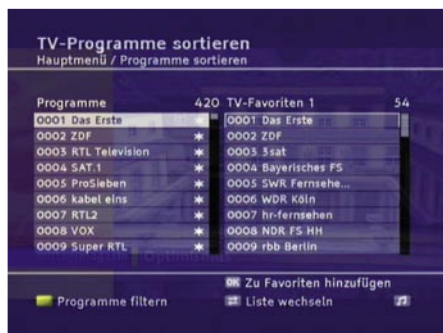 TV-Programme sortieren
Hauptmenü / Programme sortieren
Programme 420 TV-Favoriten 1 54
0001 Das Erste 0001 Das Erste
0002 ZDF 0002 ZDF
0003 RTL Television 0003 3sat
0004 SAT.1 0004 Bayerisches FS
0005 ProSieben 0005 SWR Fernsehe...
0006 kabel eins 0006 WDR Köln
0007 RTL2 0007 hr-fernsehen
0008 VOX 0008 NDR FS HH
0009 Super RTL 0009 rbb Berlin
OK Zu Favoriten hinzufügen
Programme filtern Liste wechseln